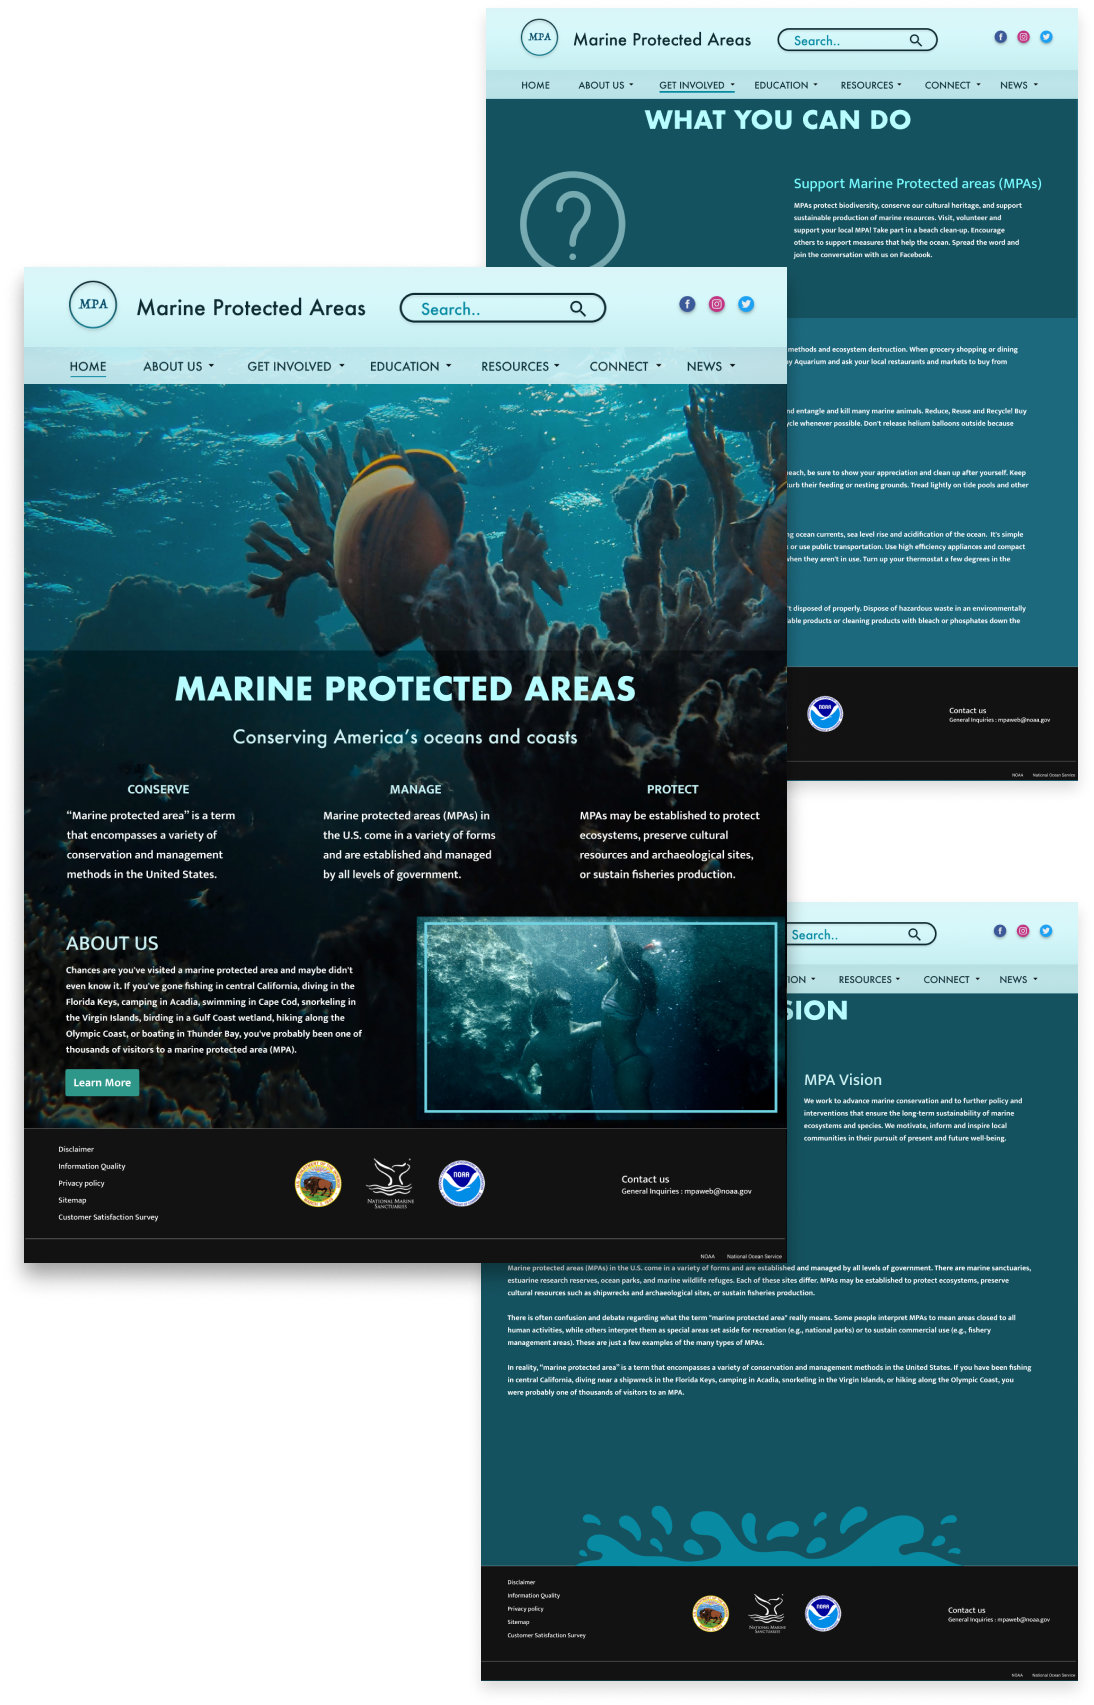 MPA
Marine Protected Areas
Search..
HOME
ABOUT US
GET INVOLVED
EDUCATION
RESOURCES
CONNECT
NEWS
WHAT YOU CAN DO
Support Marine Protected areas (MPAs)
MPAs protect biodiversity, conserve our cultural heritage, and support
sustainable production of marine resources. Visit, volunteer and
support your local MPA! Take part in a beach clean-up. Encourage
others to support measures that help the ocean. Spread the word and
join the conversation with us on Facebook.
methods and ecosystem destruction. When grocery shopping or dining
Aquarium and ask your local restaurants and markets to buy from
entangle and kill many marine animals. Reduce, Reuse and Recycle! Buy
whenever possible. Don't release helium balloons outside because
be sure to show your appreciation and clean up after yourself. Keep
their feeding or nesting grounds. Tread lightly on tide pools and other
ocean currents, sea level rise and acidification of the ocean. It's simple
or use public transportation. Use high efficiency appliances and compact
when they aren't in use. Turn up your thermostat a few degrees in the
disposed of properly. Dispose of hazardous waste in an environmentally
products or cleaning products with bleach or phosphates down the
NOAA
Contact us
General Inquiries : mpaweb@noaa.gov
NOAA National Ocean Service
MPA
Marine Protected Areas
Search..
HOME
ABOUT US
GET INVOLVED
EDUCATION
RESOURCES
CONNECT
NEWS
MARINE PROTECTED AREAS
Conserving America's oceans and coasts
CONSERVE
“Marine protected area” is a term
that encompasses a variety of
conservation and management
methods in the United States.
MANAGE
Marine protected areas (MPAs) in
the U.S. come in a variety of forms
and are established and managed
by all levels of government.
PROTECT
MPAs may be established to protect
ecosystems, preserve cultural
resources and archaeological sites,
or sustain fisheries production.
ABOUT US
Chances are you've visited a marine protected area and maybe didn't
even know it. If you've gone fishing in central California, diving in the
Florida Keys, camping in Acadia, swimming in Cape Cod, snorkeling in
the Virgin Islands, birding in a Gulf Coast wetland, hiking along the
Olympic Coast, or boating in Thunder Bay, you've probably been one of
thousands of visitors to a marine protected area (MPA).
Learn More
Disclaimer
Information Quality
Privacy policy
Sitemap
Customer Satisfaction Survey
NATIONAL MARINE
SANCTUARIES
NOAA
Contact us
General Inquiries : mpaweb@noaa.gov
NOAA National Ocean Service
Search..
ION
RESOURCES
CONNECT
NEWS
SION
MPA Vision
We work to advance marine conservation and to further policy and
interventions that ensure the long-term sustainability of marine
ecosystems and species. We motivate, inform and inspire local
communities in their pursuit of present and future well-being.
Marine protected areas (MPAs) in the U.S. come in a variety of forms and are established and managed by all levels of government. There are marine sanctuaries,
estuarine research reserves, ocean parks, and marine wildlife refuges. Each of these sites differ. MPAs may be established to protect ecosystems, preserve
cultural resources such as shipwrecks and archaeological sites, or sustain fisheries production.
There is often confusion and debate regarding what the term "marine protected area" really means. Some people interpret MPAs to mean areas closed to all
human activities, while others interpret them as special areas set aside for recreation (e.g., national parks) or to sustain commercial use (e.g., fishery
management areas). These are just a few examples of the many types of MPAs.
In reality, “marine protected area” is a term that encompasses a variety of conservation and management methods in the United States. If you have been fishing
in central California, diving near a shipwreck in the Florida Keys, camping in Acadia, snorkeling in the Virgin Islands, or hiking along the Olympic Coast, you
were probably one of thousands of visitors to an MPA.
Disclaimer
Information Quality
Privacy policy
Sitemap
Customer Satisfaction Survey
NATIONAL MARINE
SANCTUARIES
NOAA
Contact us
General Inquiries : mpaweb@noaa.gov
NOAA National Ocean Service